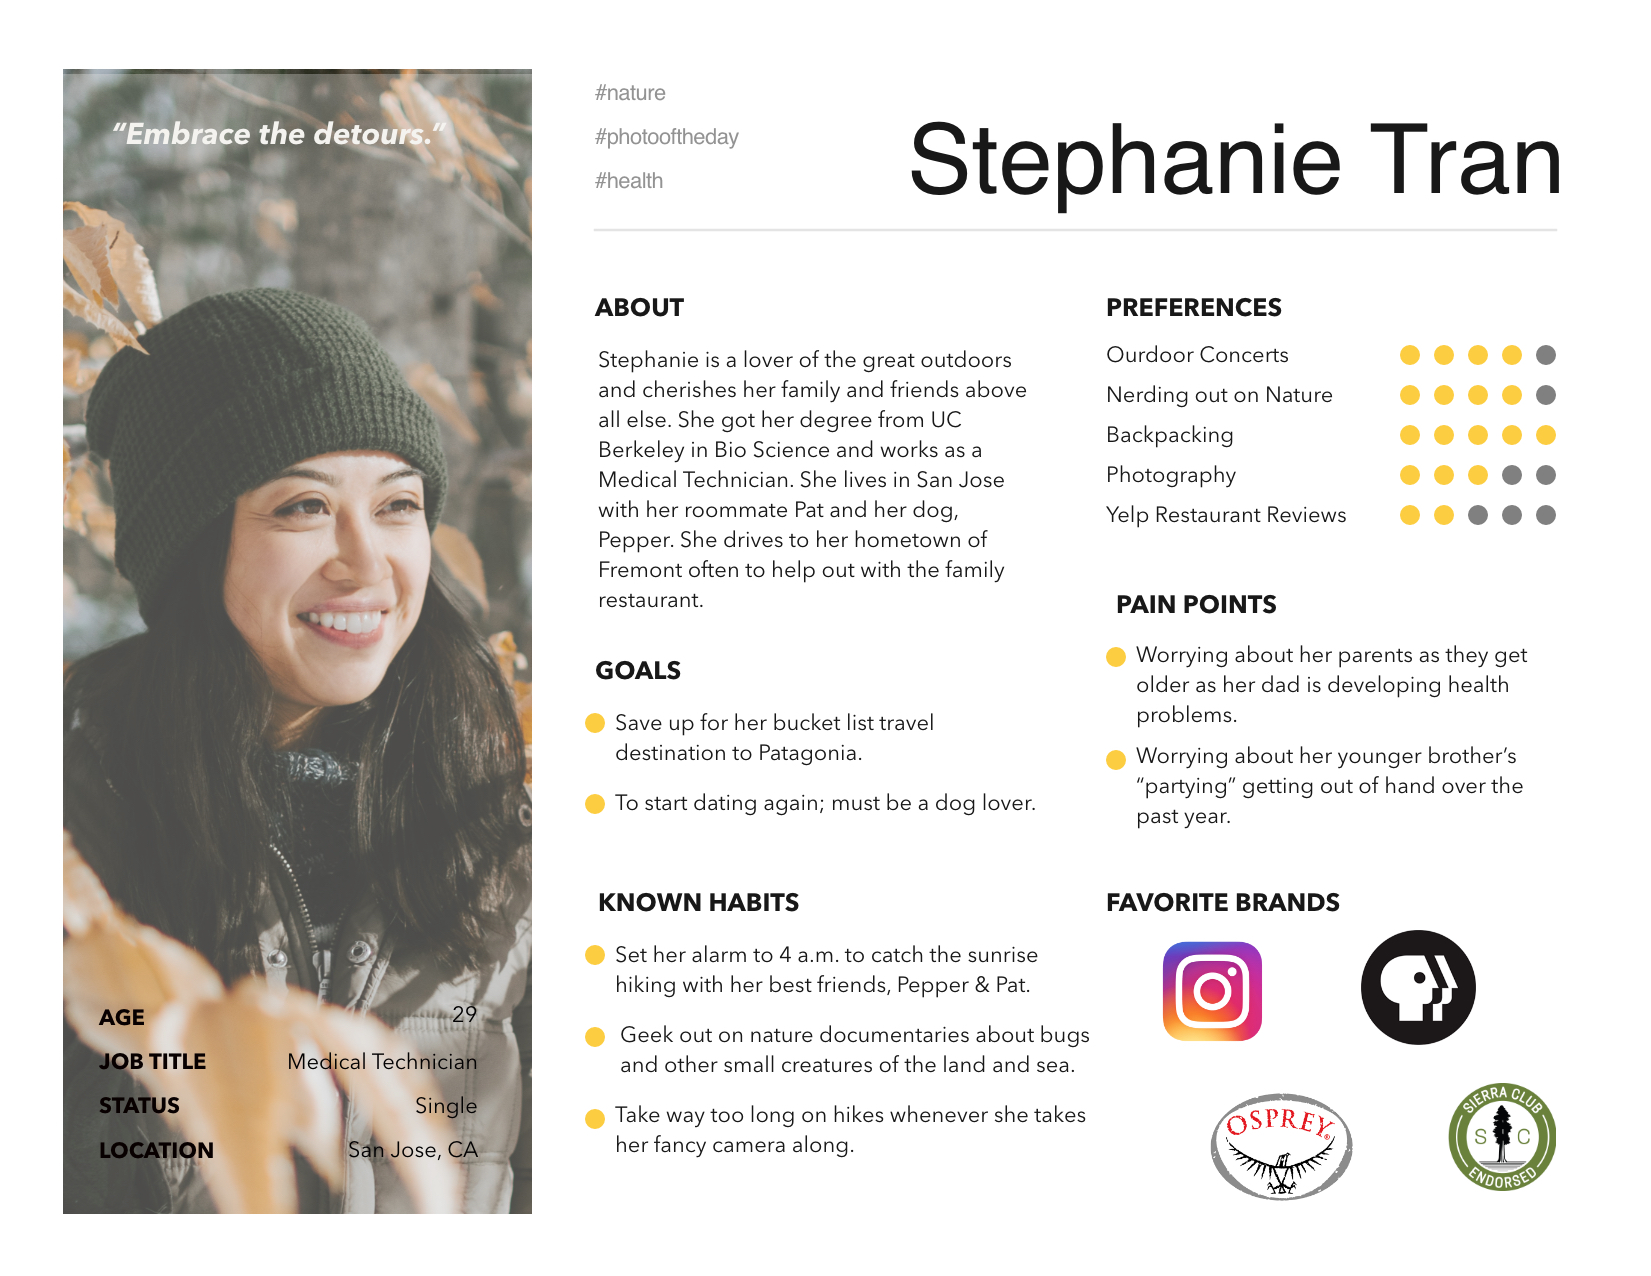 “Embrace the detours.“
#nature
#photooftheday
#health
Stephanie Tran
ABOUT
Stephanie is a lover of the great outdoors
and cherishes her family and friends above
all else. She got her degree from UC
Berkeley in Bio Science and works as a
Medical Technician. She lives in San Jose
with her roommate Pat and her dog,
Pepper. She drives to her hometown of
Fremont often to help out with the family
restaurant.
GOALS
Save up for her bucket list travel
destination to Patagonia.
To start dating again; must be a dog lover.
KNOWN HABITS
Set her alarm to 4 a.m. to catch the sunrise
hiking with her best friends, Pepper & Pat.
Geek out on nature documentaries about bugs
and other small creatures of the land and sea.
Take way too long on hikes whenever she takes
her fancy camera along.
PREFERENCES
Ourdoor Concerts
Nerding out on Nature
Backpacking
Photography
Yelp Restaurant Reviews
PAIN POINTS
Worrying about her parents as they get
older as her dad is developing health
problems.
Worrying about her younger brother’s
“partying” getting out of hand over the
past year.
FAVORITE BRANDS
OSPREY®
SIERRA CLUB
S C
ENDORSED
AGE 29
JOB TITLE Medical Technician
STATUS Single
LOCATION San Jose, CA